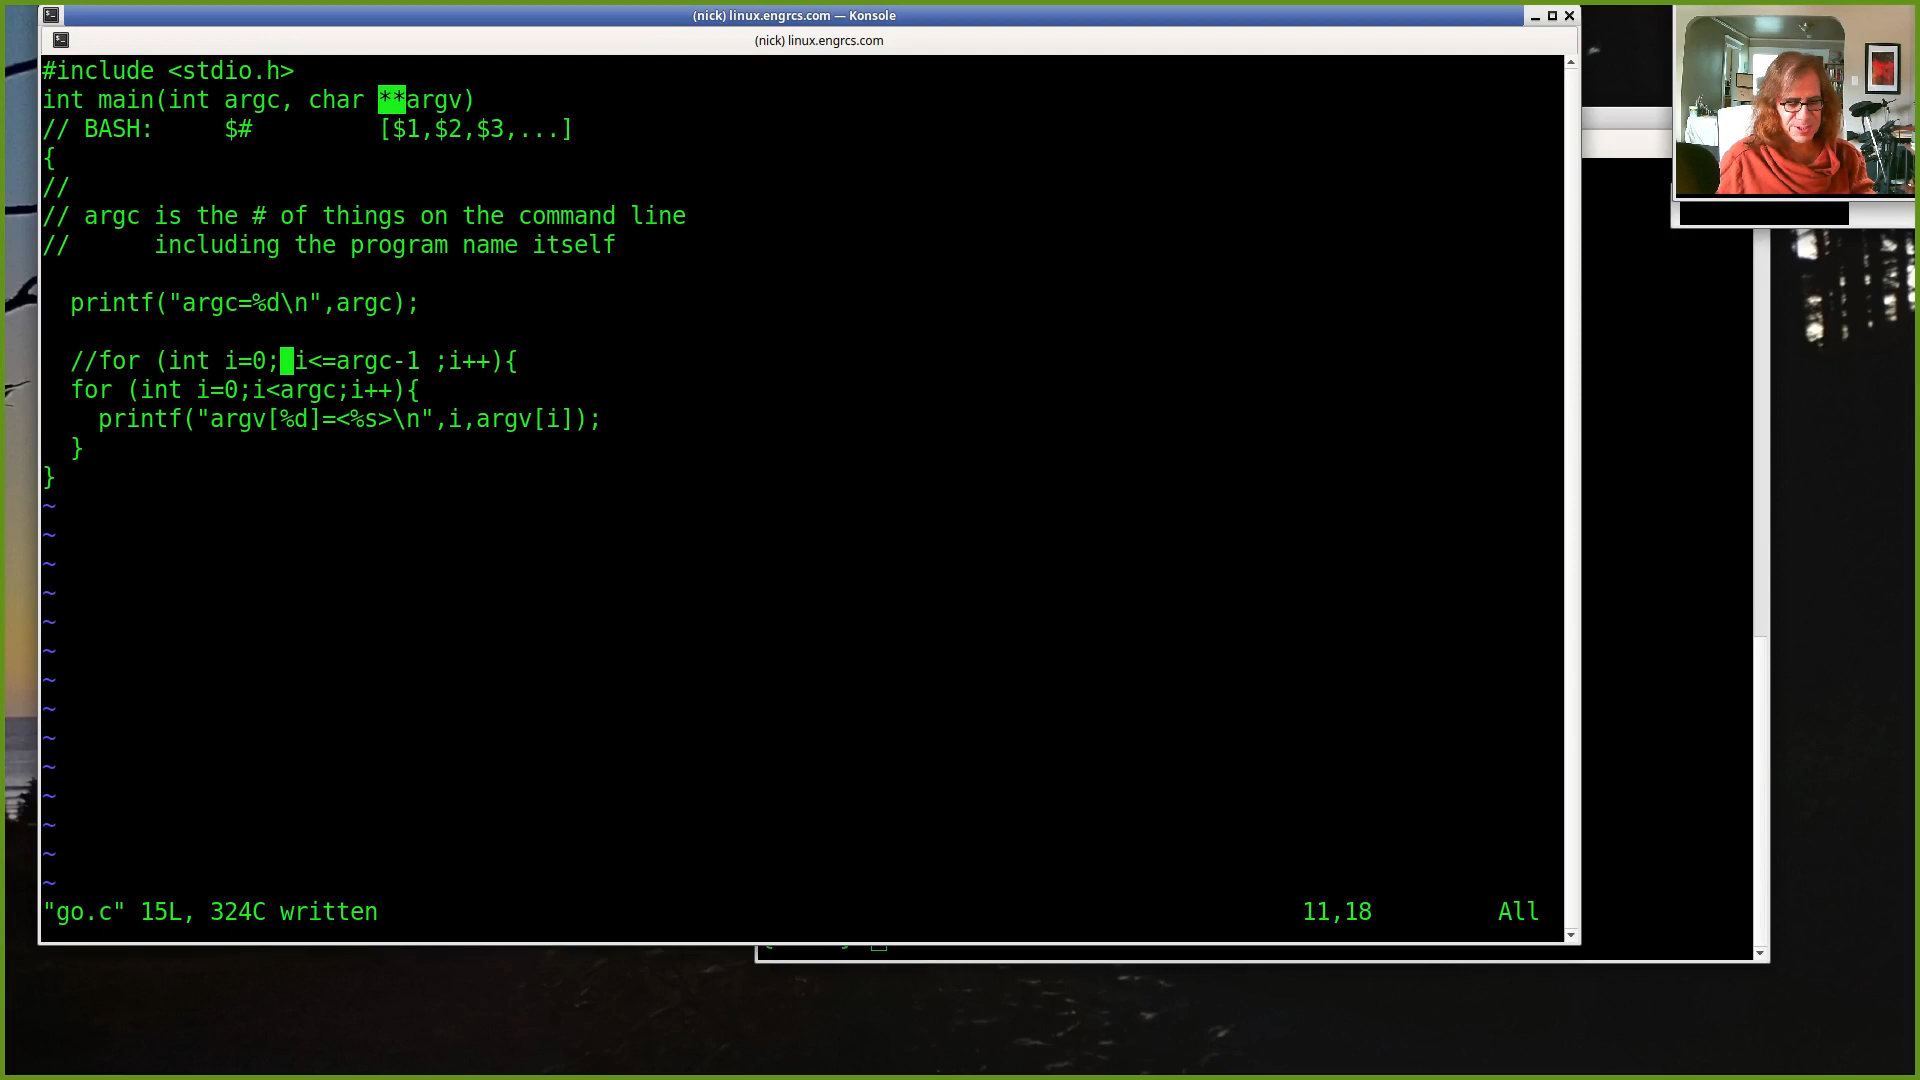 (nick) linux.engrcs.com — Konsole
(nick) linux.engrcs.com
#include <stdio.h>
int main(int argc, char **argv)
// BASH:     $#         [$1,$2,$3,...]
{
//
// argc is the # of things on the command line
//      including the program name itself
  printf("argc=%d\n",argc);
  //for (int i=0; i<=argc-1 ;i++){
  for (int i=0;i<argc;i++){
    printf("argv[%d]=<%s>\n",i,argv[i]);
  }
}
~
~
~
~
~
~
~
~
~
~
~
~
~
~
"go.c" 15L, 324C written 11,18 All